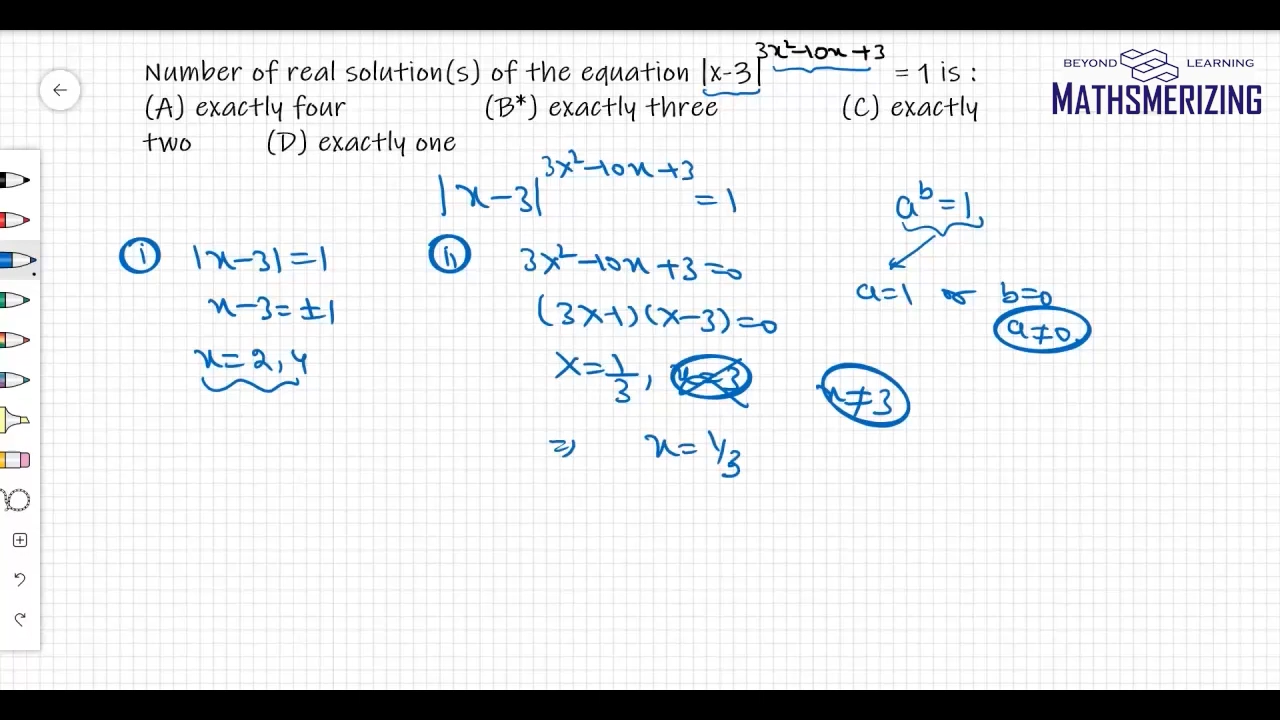 Number of real solution(s) of the equation |x-3|^{3x²-10x+3} = 1 is :
(A) exactly four (B*) exactly three (C) exactly
two (D) exactly one
BEYOND LEARNING
MATHSMERIZING
|x-3|^{3x²-10x+3} = 1
a^b = 1
a=1 or b=0
a≠0
x≠3
(i) |x-3|=1
x-3=±1
x=2,4
(ii) 3x²-10x+3=0
(3x-1)(x-3)=0
x=1/3, x=3
⇒ x=1/3